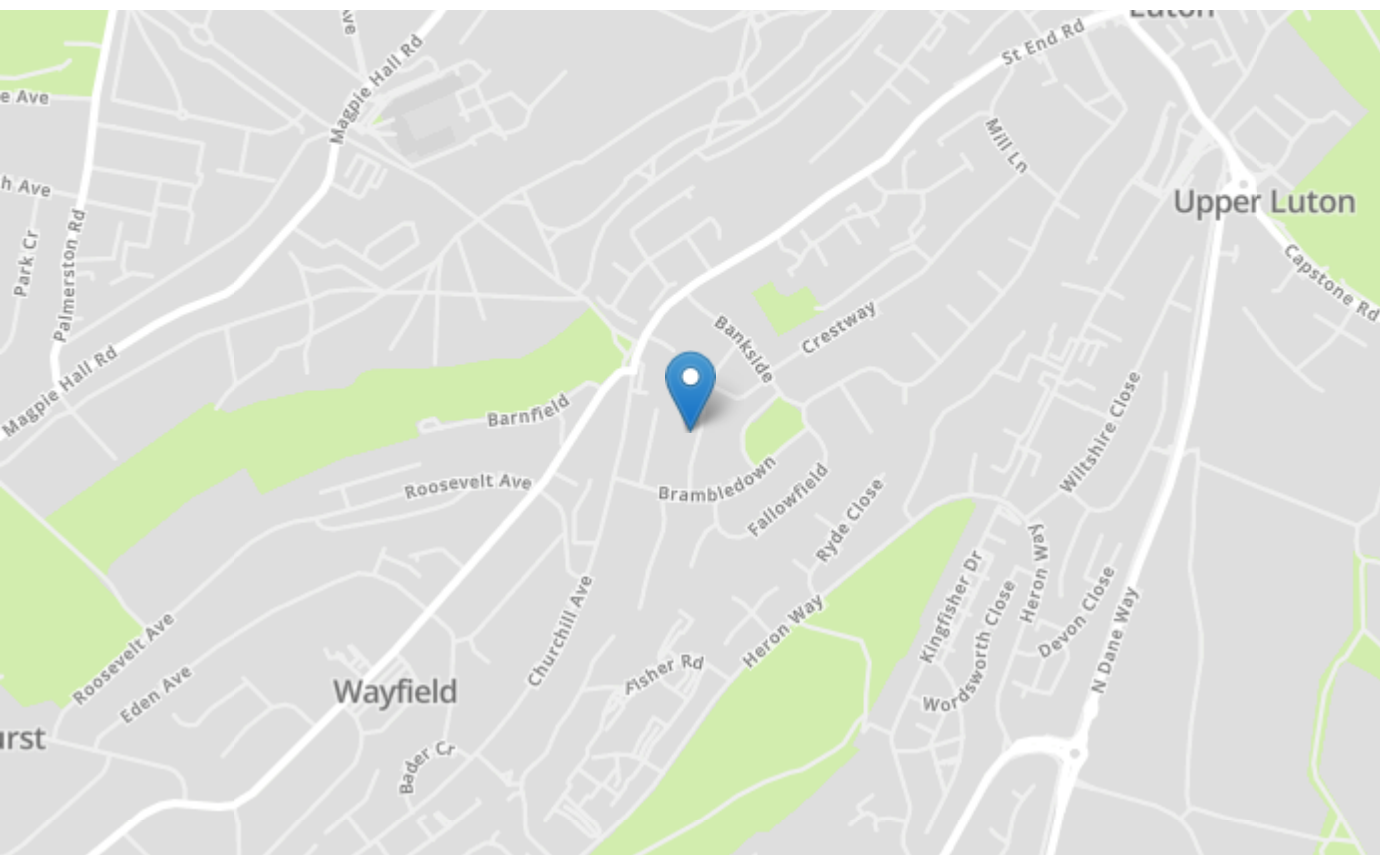 Luton
St End Rd
Ave
Magpie Hall Rd
e Ave
Mill Ln
h Ave
Upper Luton
Park Cr
Palmerston Rd
Capstone Rd
Bankside
Crestway
Magpie Hall Rd
Barnfield
Wiltshire Close
Roosevelt Ave
Brambledown
Fallowfield
Ryde Close
Heron Way
Kingfisher Dr
Devon Close
Churchill Ave
Heron Way
Wordsworth Close
N Dane Way
Roosevelt Ave
Fisher Rd
Eden Ave
Wayfield
urst
Bader Cr